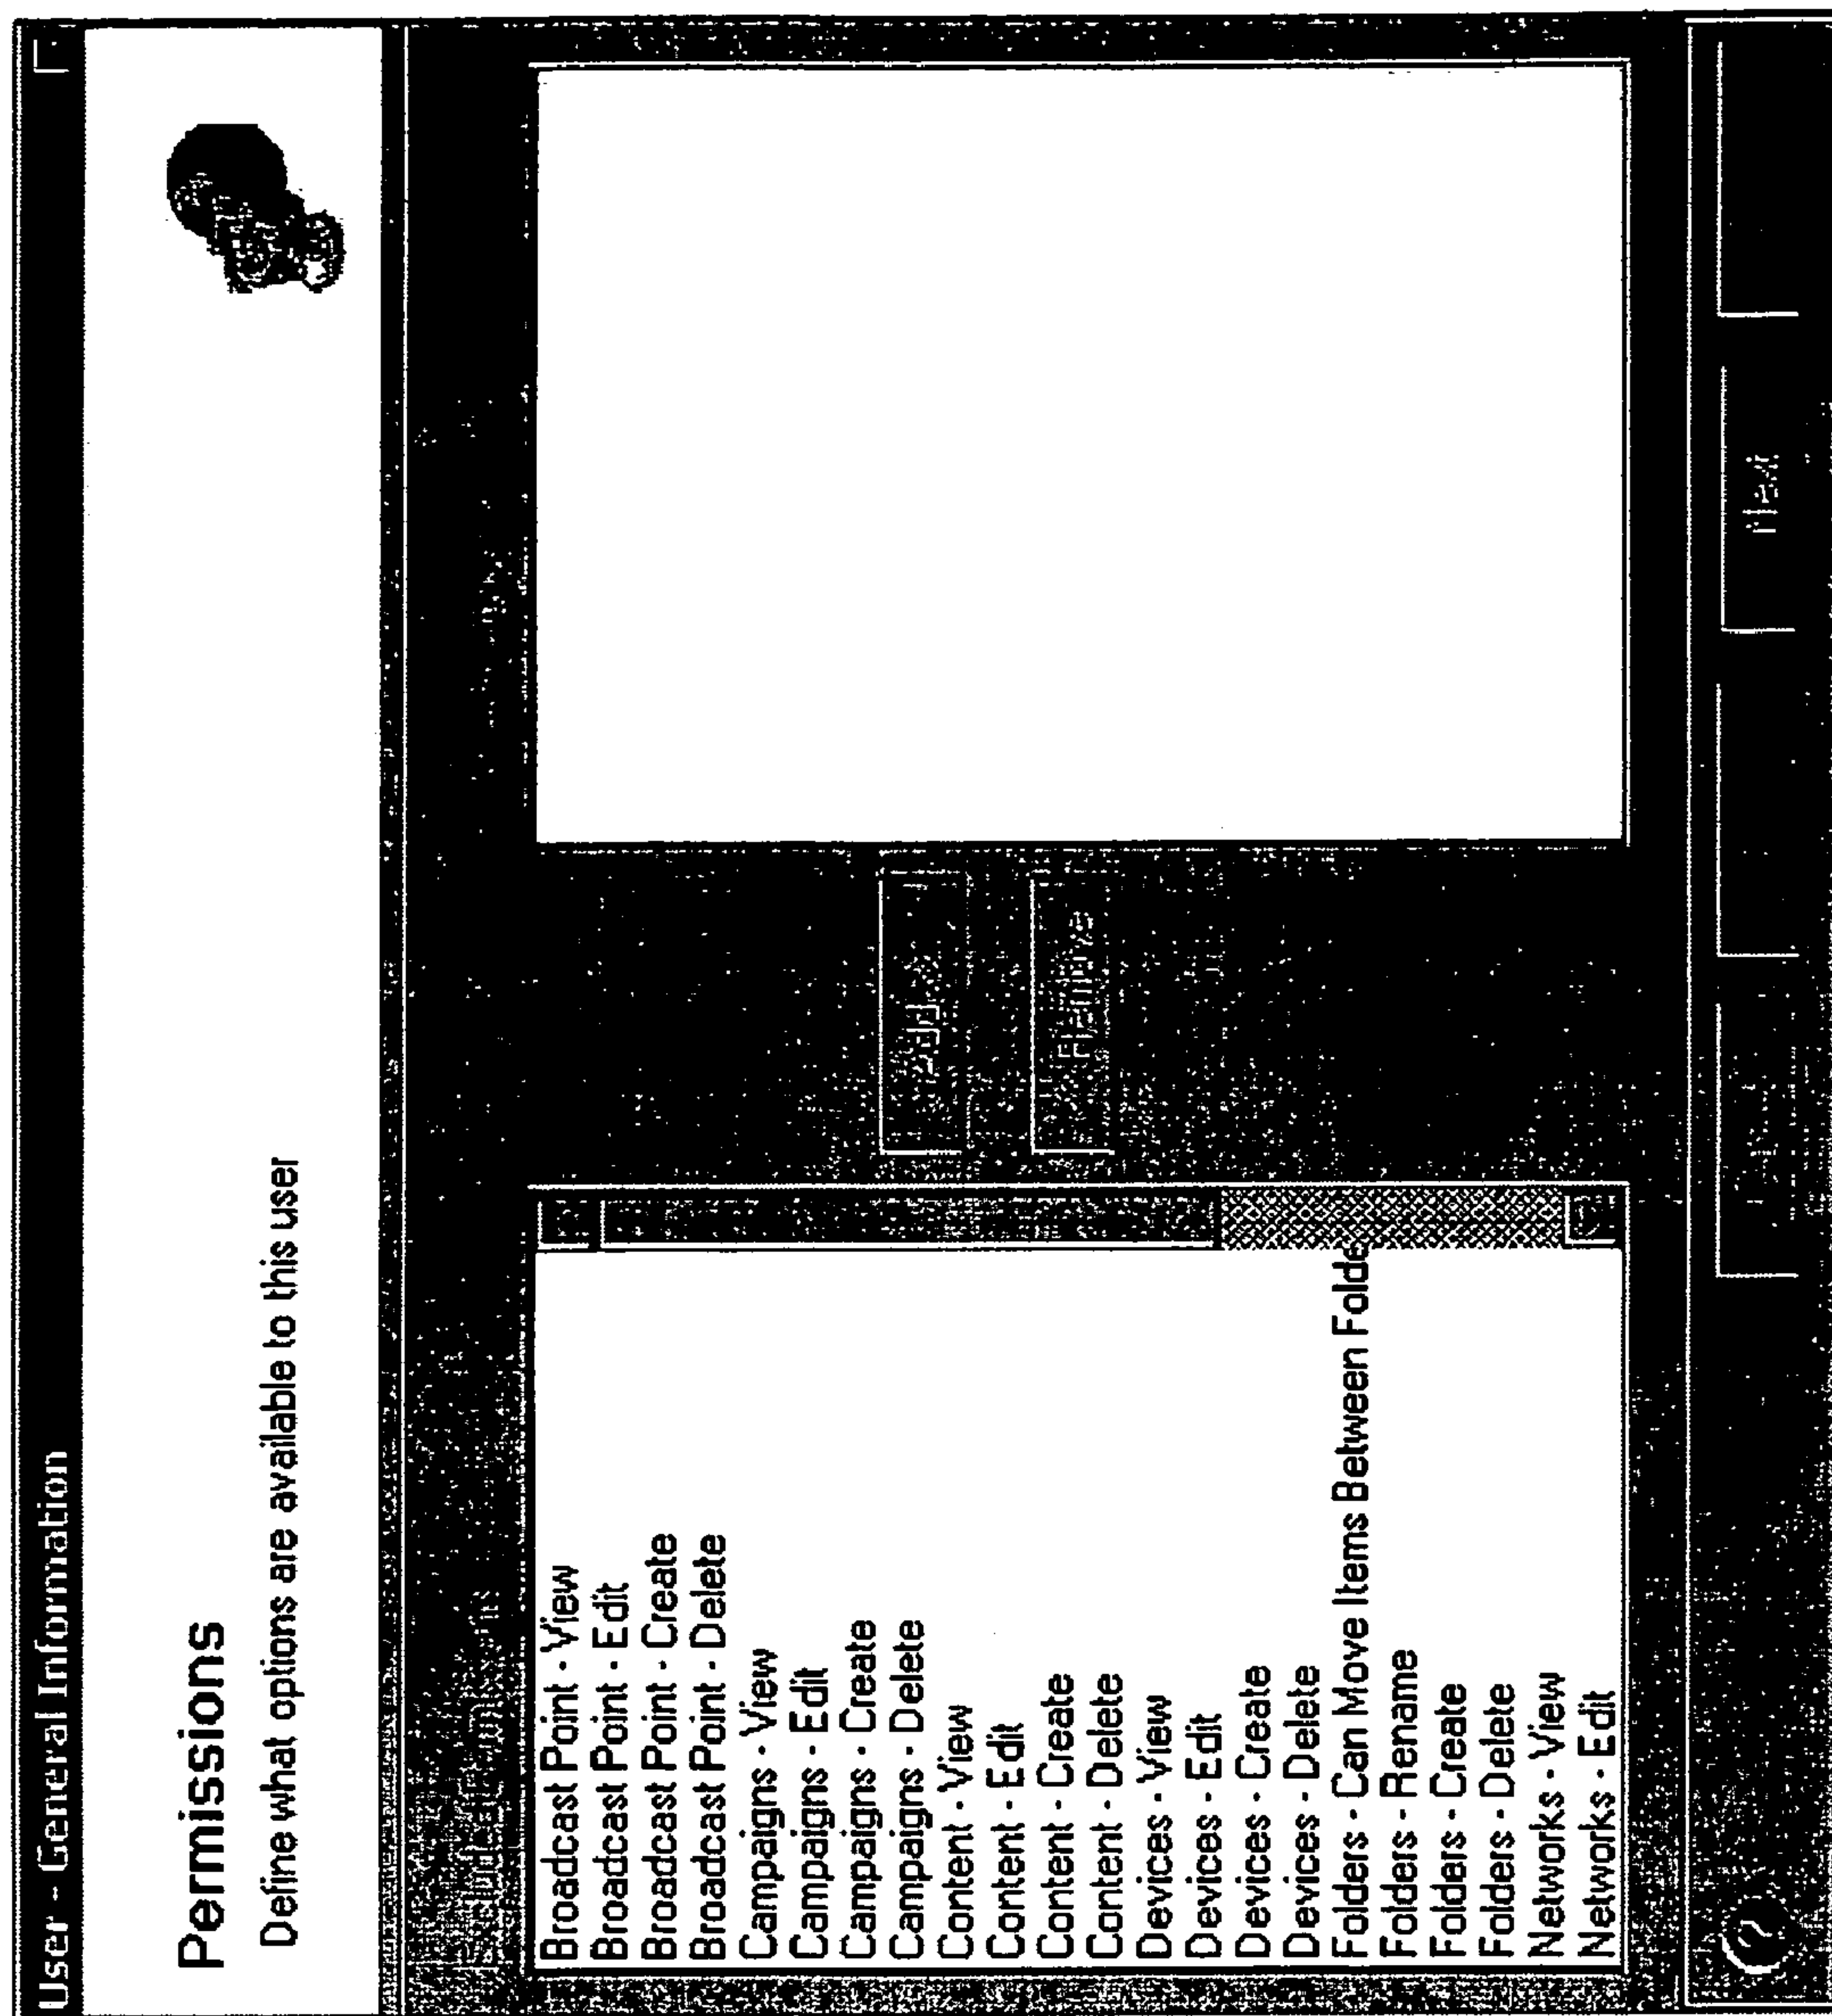 User - General Information
Permissions
Define what options are available to this user
Broadcast Point - View
Broadcast Point - Edit
Broadcast Point - Create
Broadcast Point - Delete
Campaigns - View
Campaigns - Edit
Campaigns - Create
Campaigns - Delete
Content - View
Content - Edit
Content - Create
Content - Delete
Devices - View
Devices - Edit
Devices - Create
Devices - Delete
Folders - Can Move Items Between Folde
Folders - Rename
Folders - Create
Folders - Delete
Networks - View
Networks - Edit
Add
Remove
Next